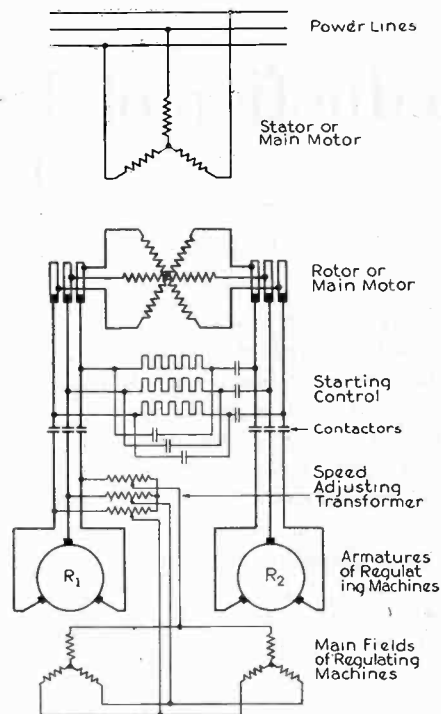 Power Lines
Stator or
Main Motor
Rotor or
Main Motor
Starting
Control
Contactors
Speed
Adjusting
Transformer
R1
R2
Armatures
of Regulat
ing Machines
Main Fields
of Regulating
Machines